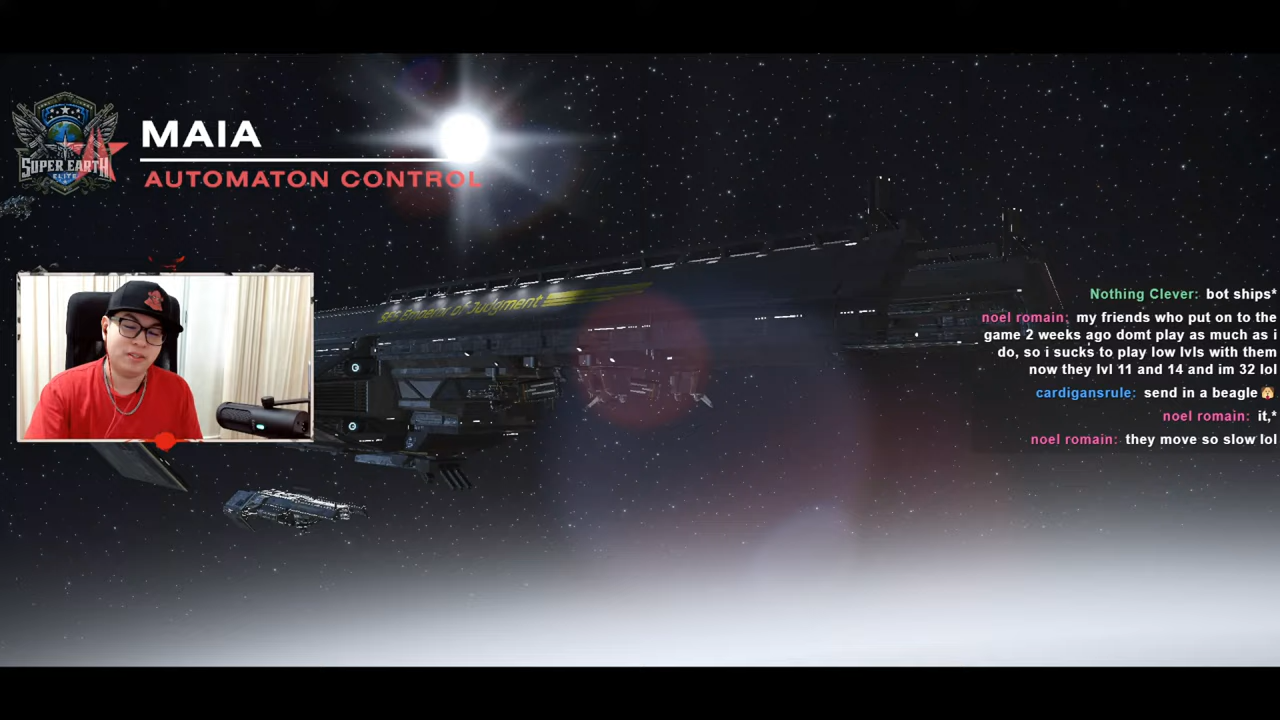 MAIA
SUPER EARTH
ELITE
AUTOMATON CONTROL
SES Emperor of Judgment
Nothing Clever: bot ships*
noel romain: my friends who put on to the
game 2 weeks ago domt play as much as i
do, so i sucks to play low lvls with them
now they lvl 11 and 14 and im 32 lol
cardigansrule: send in a beagle
noel romain: it,*
noel romain: they move so slow lol